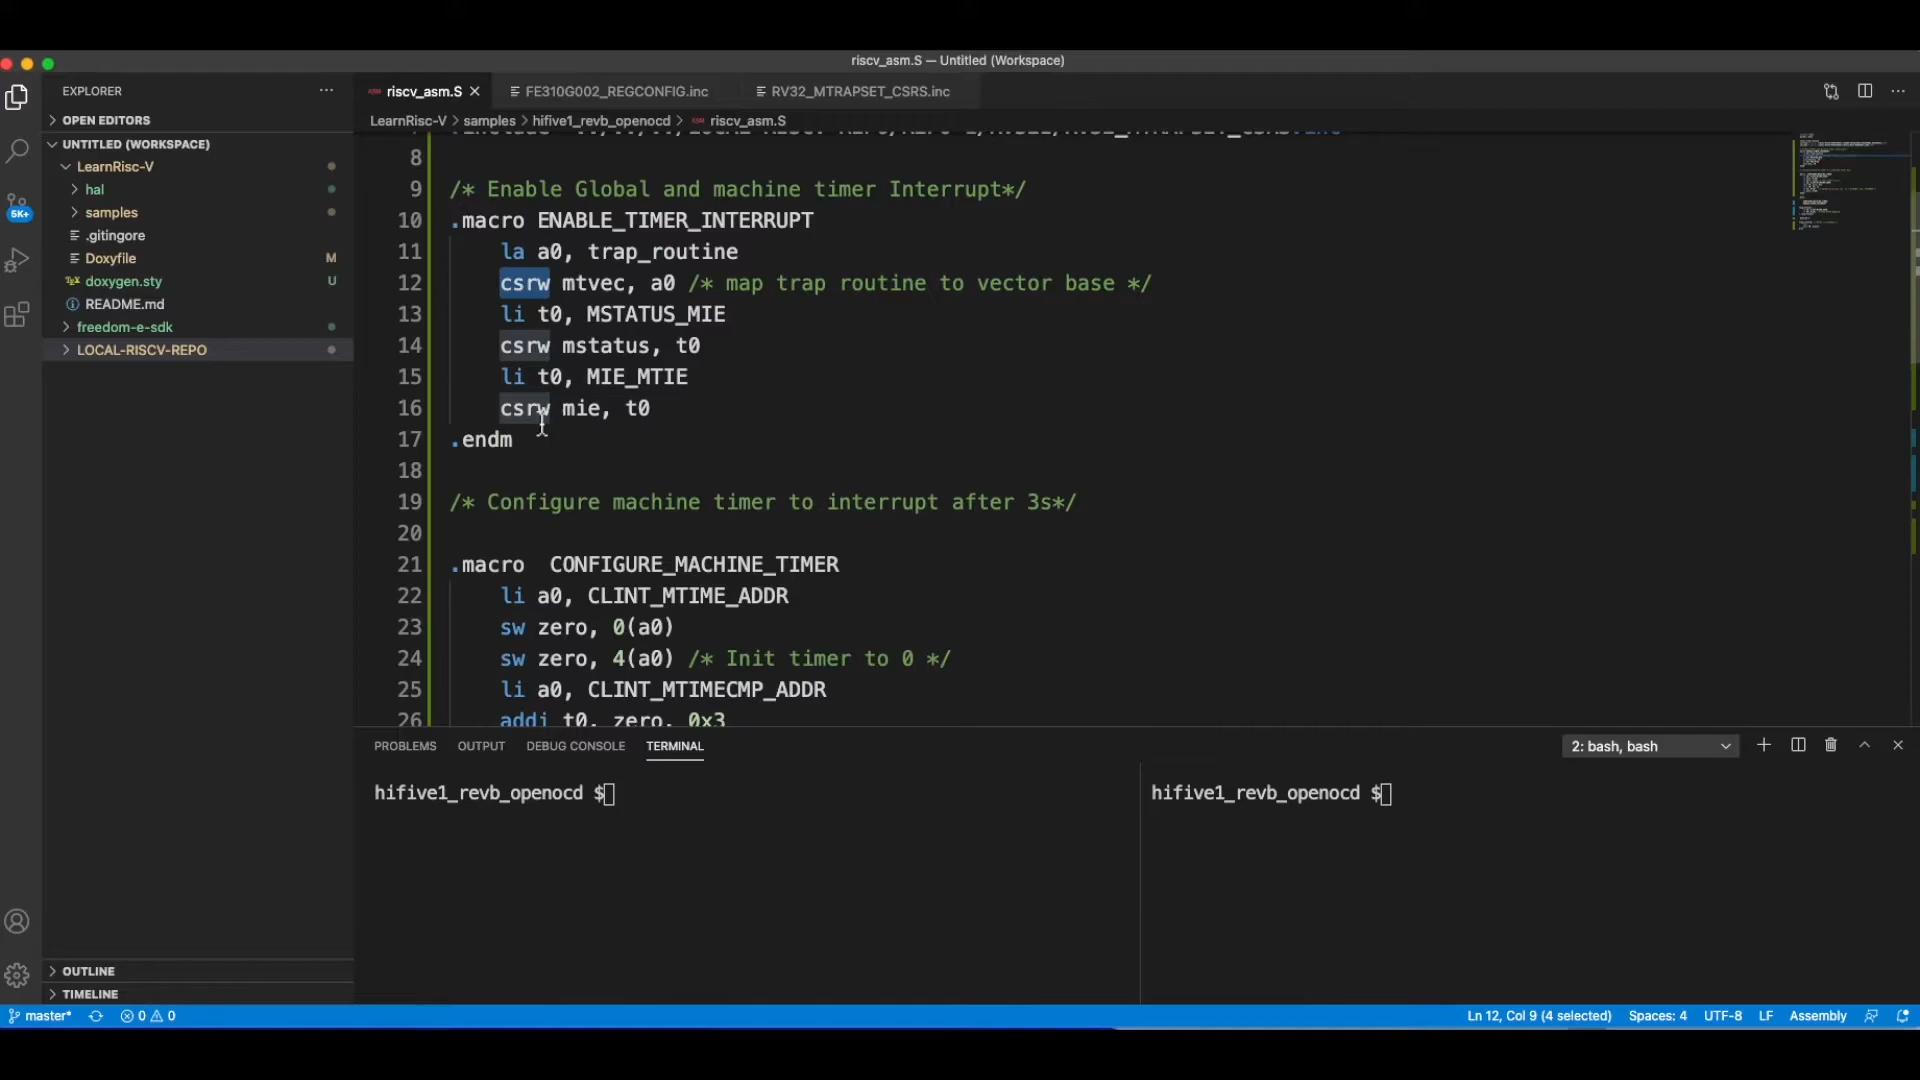 riscv_asm.S — Untitled (Workspace)
EXPLORER
riscv_asm.S
FE310G002_REGCONFIG.inc
RV32_MTRAPSET_CSRS.inc
OPEN EDITORS
LearnRisc-V > samples > hifive1_revb_openocd > riscv_asm.S
UNTITLED (WORKSPACE)
LearnRisc-V
hal
samples
.gitingore
Doxyfile M
doxygen.sty U
README.md
freedom-e-sdk
LOCAL-RISCV-REPO
5K+
8
9 /* Enable Global and machine timer Interrupt*/
10 .macro ENABLE_TIMER_INTERRUPT
11 la a0, trap_routine
12 csrw mtvec, a0 /* map trap routine to vector base */
13 li t0, MSTATUS_MIE
14 csrw mstatus, t0
15 li t0, MIE_MTIE
16 csrw mie, t0
17 .endm
18
19 /* Configure machine timer to interrupt after 3s*/
20
21 .macro CONFIGURE_MACHINE_TIMER
22 li a0, CLINT_MTIME_ADDR
23 sw zero, 0(a0)
24 sw zero, 4(a0) /* Init timer to 0 */
25 li a0, CLINT_MTIMECMP_ADDR
26 addi t0, zero, 0x3
PROBLEMS OUTPUT DEBUG CONSOLE TERMINAL
2: bash, bash
hifive1_revb_openocd $
hifive1_revb_openocd $
OUTLINE
TIMELINE
master* 0 0
Ln 12, Col 9 (4 selected) Spaces: 4 UTF-8 LF Assembly